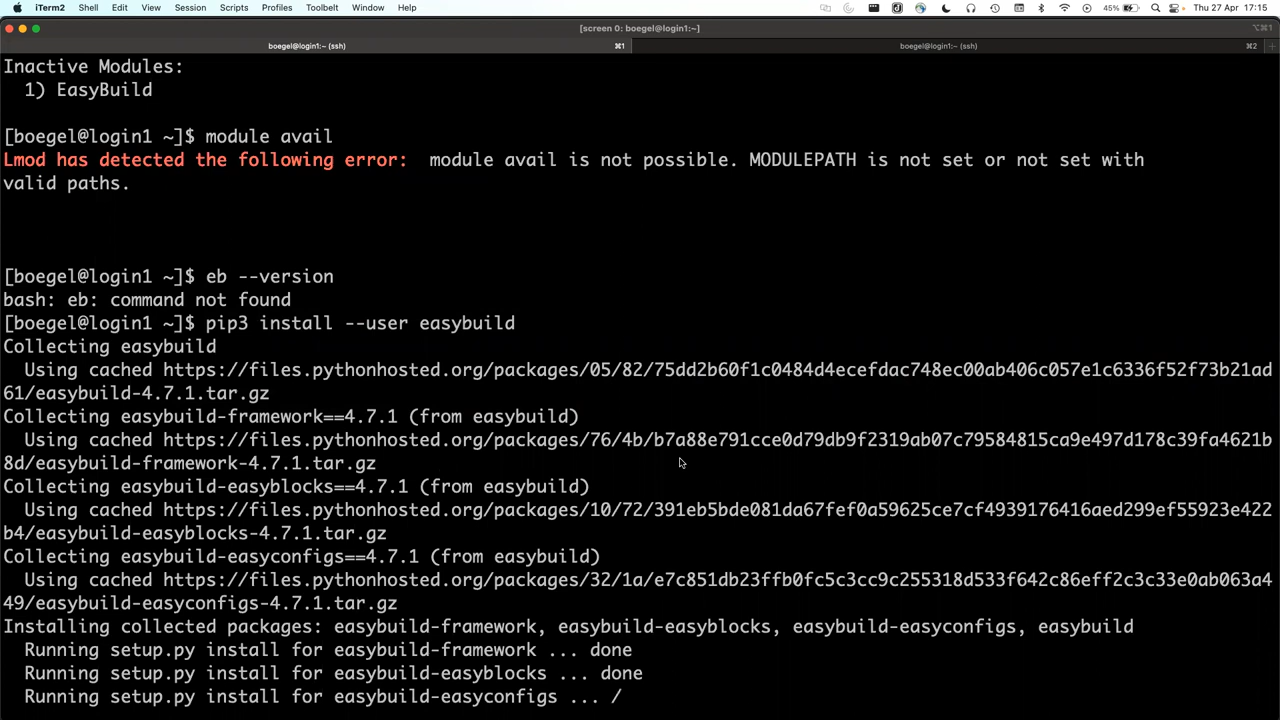 iTerm2 Shell Edit View Session Scripts Profiles Toolbelt Window Help 45% Thu 27 Apr 17:15
[screen 0: boegel@login1:~] ⌥⌘1
boegel@login1:~ (ssh) ⌘1 boegel@login1:~ (ssh) ⌘2 +
Inactive Modules:
1) EasyBuild
[boegel@login1 ~]$ module avail
Lmod has detected the following error: module avail is not possible. MODULEPATH is not set or not set with
valid paths.
[boegel@login1 ~]$ eb --version
bash: eb: command not found
[boegel@login1 ~]$ pip3 install --user easybuild
Collecting easybuild
Using cached https://files.pythonhosted.org/packages/05/82/75dd2b60f1c0484d4ecefdac748ec00ab406c057e1c6336f52f73b21ad
61/easybuild-4.7.1.tar.gz
Collecting easybuild-framework==4.7.1 (from easybuild)
Using cached https://files.pythonhosted.org/packages/76/4b/b7a88e791cce0d79db9f2319ab07c79584815ca9e497d178c39fa4621b
8d/easybuild-framework-4.7.1.tar.gz
Collecting easybuild-easyblocks==4.7.1 (from easybuild)
Using cached https://files.pythonhosted.org/packages/10/72/391eb5bde081da67fef0a59625ce7cf4939176416aed299ef55923e422
b4/easybuild-easyblocks-4.7.1.tar.gz
Collecting easybuild-easyconfigs==4.7.1 (from easybuild)
Using cached https://files.pythonhosted.org/packages/32/1a/e7c851db23ffb0fc5c3cc9c255318d533f642c86eff2c3c33e0ab063a4
49/easybuild-easyconfigs-4.7.1.tar.gz
Installing collected packages: easybuild-framework, easybuild-easyblocks, easybuild-easyconfigs, easybuild
Running setup.py install for easybuild-framework ... done
Running setup.py install for easybuild-easyblocks ... done
Running setup.py install for easybuild-easyconfigs ... /